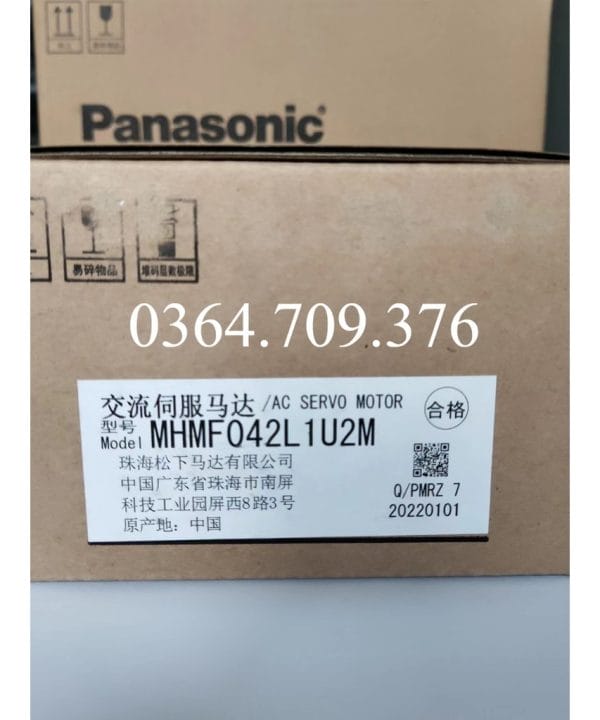 Panasonic
易碎物品
堆码层数极限
0364.709.376
交流伺服马达 /AC SERVO MOTOR
合格
型号
Model MHMF042L1U2M
珠海松下马达有限公司
中国广东省珠海市南屏
科技工业园屏西8路3号
原产地: 中国
Q/PMRZ 7
20220101